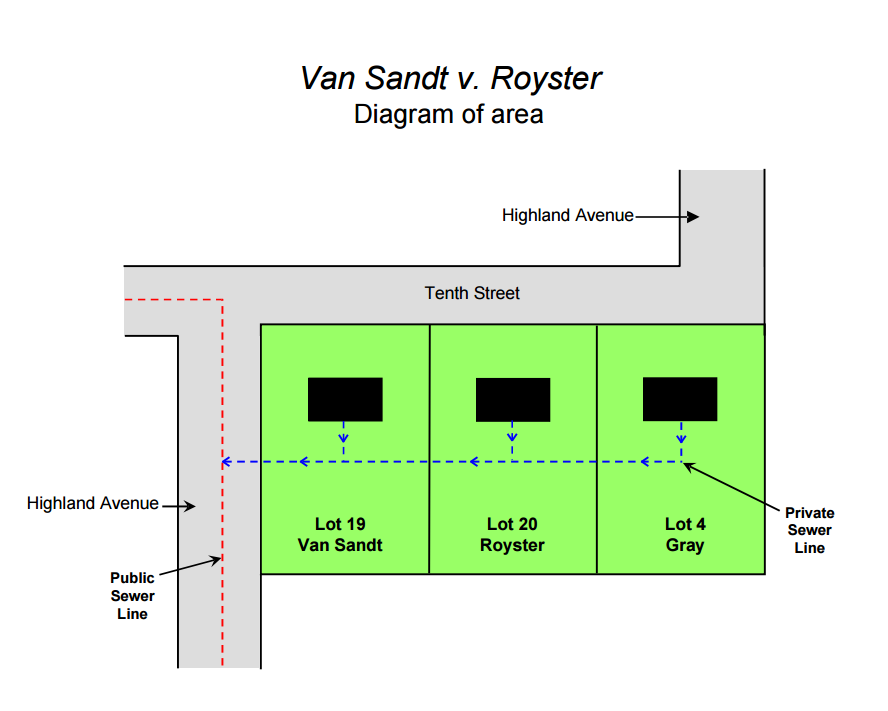 Van Sandt v. Royster
Diagram of area
Highland Avenue
Tenth Street
Highland Avenue
Lot 19
Van Sandt
Lot 20
Royster
Lot 4
Gray
Private
Sewer
Line
Public
Sewer
Line